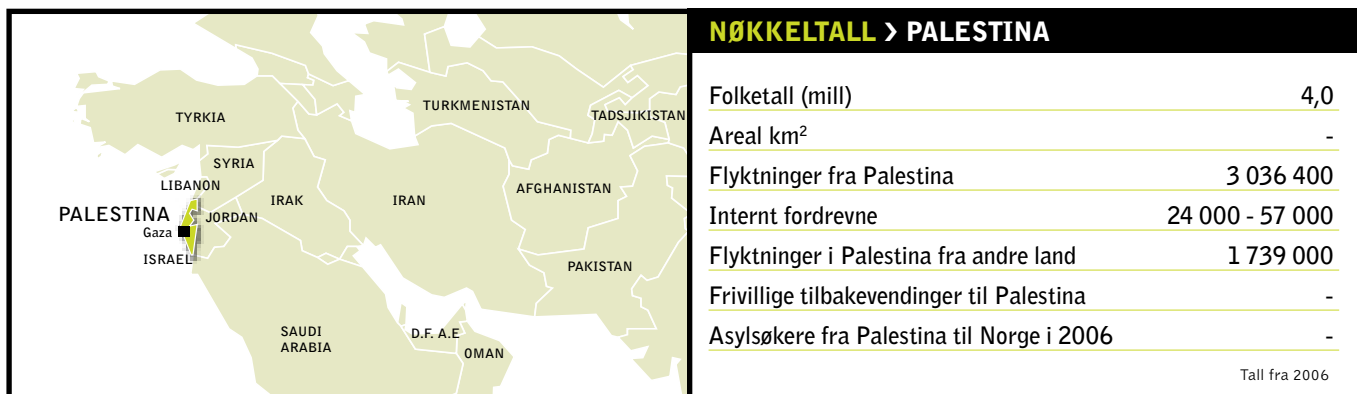 TYRKIA
TURKMENISTAN
TADSJIKISTAN
SYRIA
LIBANON
IRAK
IRAN
AFGHANISTAN
PALESTINA
JORDAN
Gaza
ISRAEL
PAKISTAN
SAUDI
ARABIA
D.F. A.E
OMAN
NØKKELTALL > PALESTINA
Folketall (mill) 4,0
Areal km² -
Flyktninger fra Palestina 3 036 400
Internt fordrevne 24 000 - 57 000
Flyktninger i Palestina fra andre land 1 739 000
Frivillige tilbakevendinger til Palestina -
Asylsøkere fra Palestina til Norge i 2006 -
Tall fra 2006